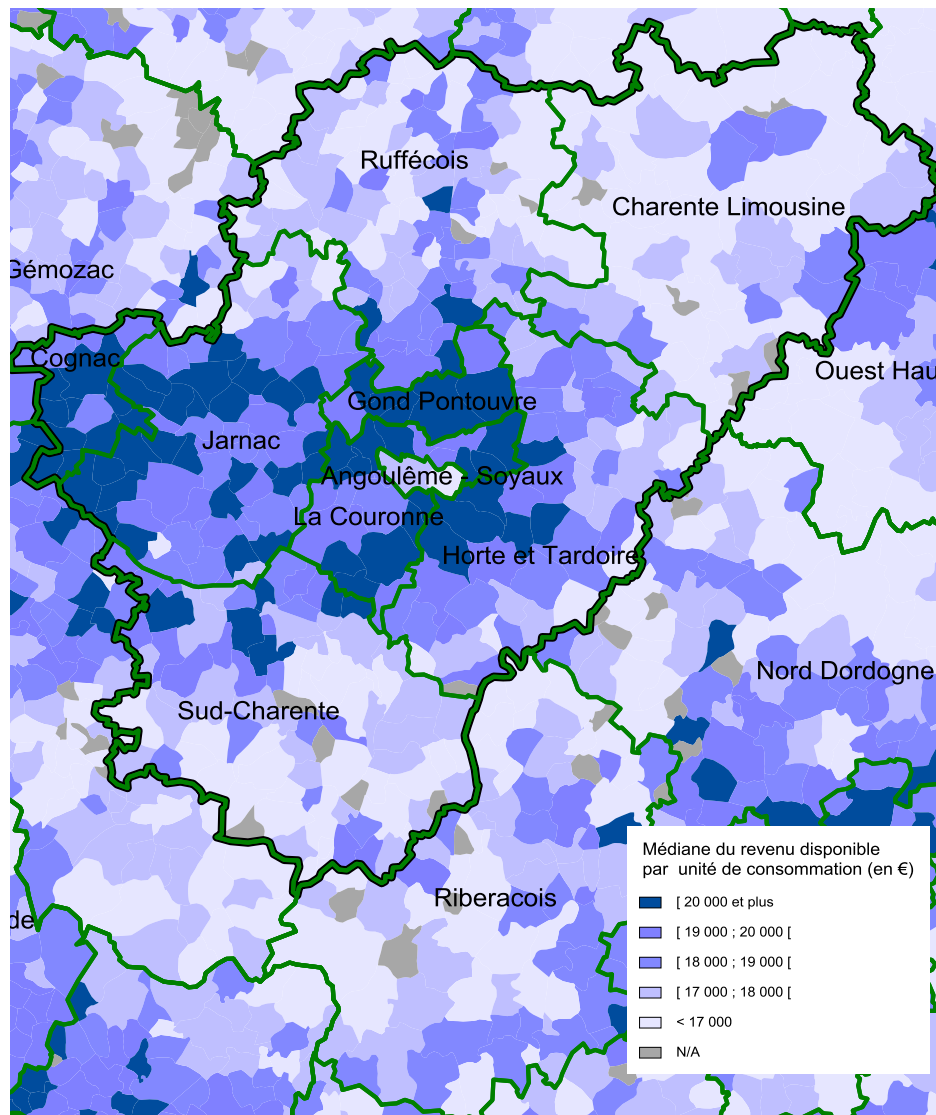 Ruffécois
Charente Limousine
Gémozac
Cognac
Ouest Hau
Gond Pontouvre
Jarnac
Angoulême - Soyaux
La Couronne
Horte et Tardoire
Nord Dordogne
Sud-Charente
Riberacois
de
Médiane du revenu disponible
par unité de consommation (en €)
[ 20 000 et plus
[ 19 000 ; 20 000 [
[ 18 000 ; 19 000 [
[ 17 000 ; 18 000 [
< 17 000
N/A